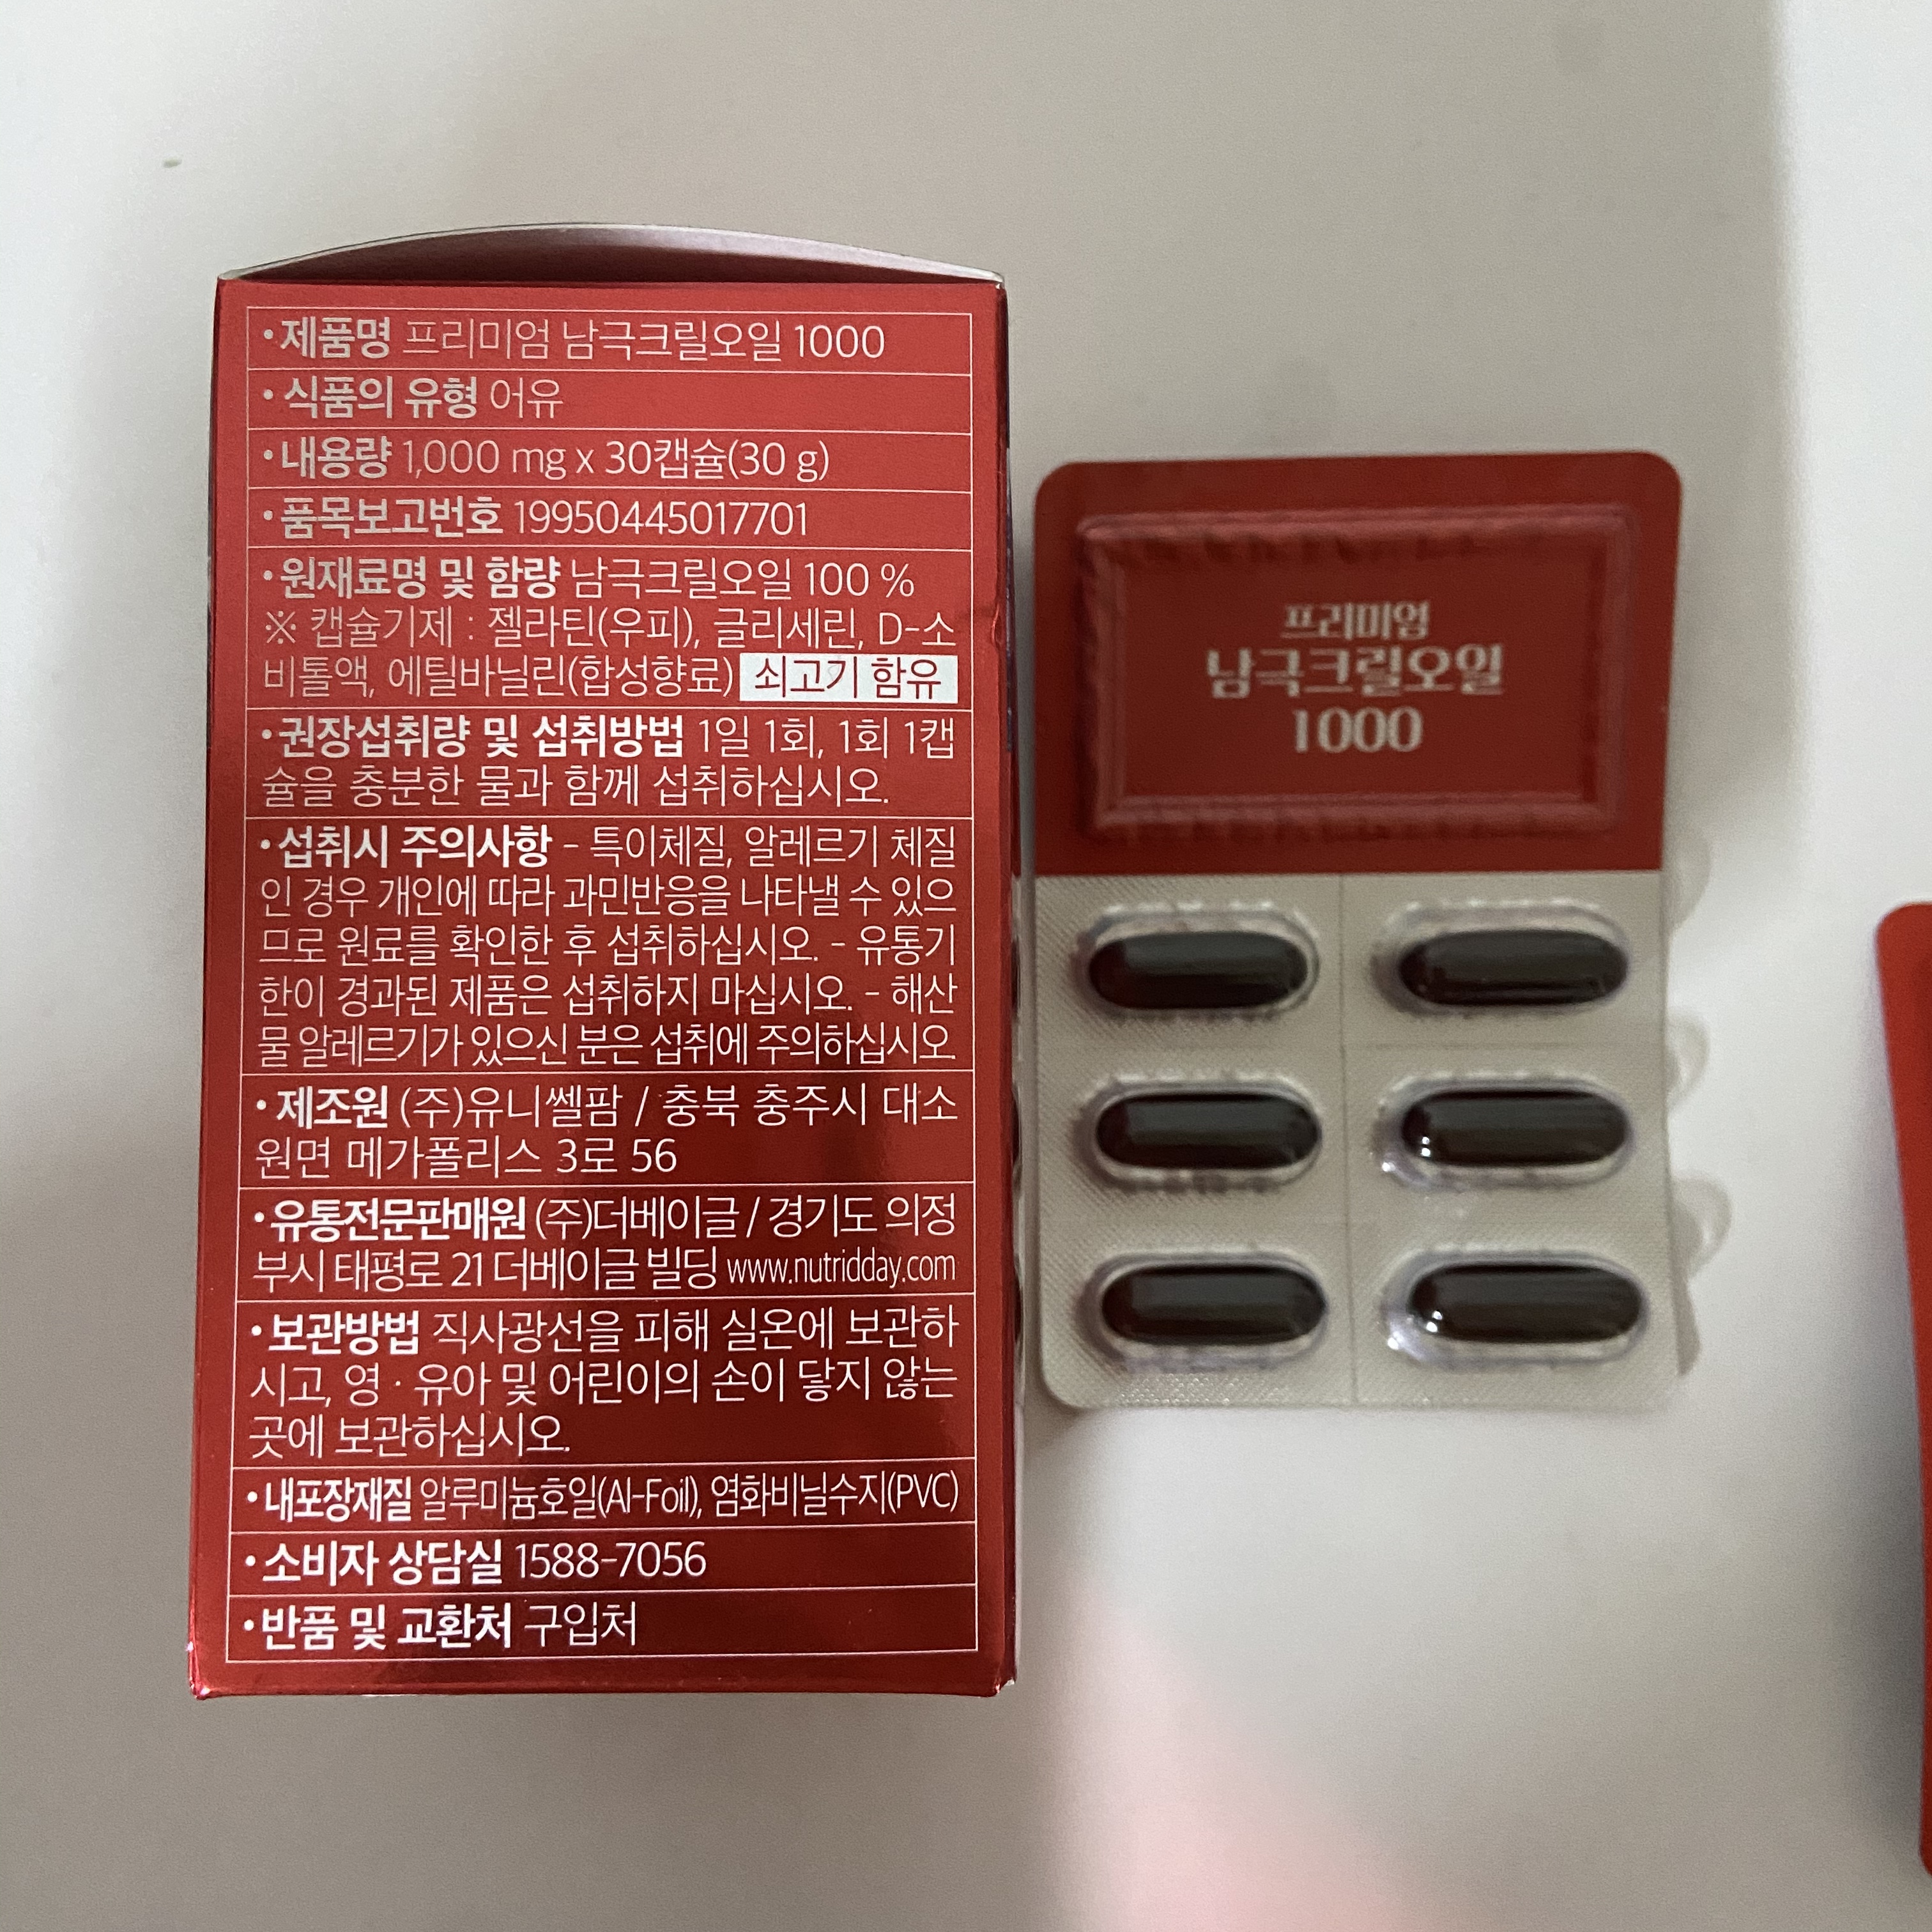 •제품명 프리미엄 남극크릴오일 1000
•식품의 유형 어유
•내용량 1,000 mg x 30캡슐(30 g)
•품목보고번호 19950445017701
•원재료명 및 함량 남극크릴오일 100 %
※ 캡슐기제 : 젤라틴(우피), 글리세린, D-소
비톨액, 에틸바닐린(합성향료) 쇠고기 함유
•권장섭취량 및 섭취방법 1일 1회, 1회 1캡
슐을 충분한 물과 함께 섭취하십시오.
•섭취시 주의사항 - 특이체질, 알레르기 체질
인 경우 개인에 따라 과민반응을 나타낼 수 있으
므로 원료를 확인한 후 섭취하십시오. - 유통기
한이 경과된 제품은 섭취하지 마십시오. - 해산
물 알레르기가 있으신 분은 섭취에 주의하십시오.
•제조원 (주)유니쎌팜 / 충북 충주시 대소
원면 메가폴리스 3로 56
•유통전문판매원 (주)더베이글 / 경기도 의정
부시 태평로 21 더베이글 빌딩 www.nutridday.com
•보관방법 직사광선을 피해 실온에 보관하
시고, 영·유아 및 어린이의 손이 닿지 않는
곳에 보관하십시오.
•내포장재질 알루미늄호일(Al-Foil), 염화비닐수지(PVC)
•소비자 상담실 1588-7056
•반품 및 교환처 구입처
프리미엄
남극크릴오일
1000